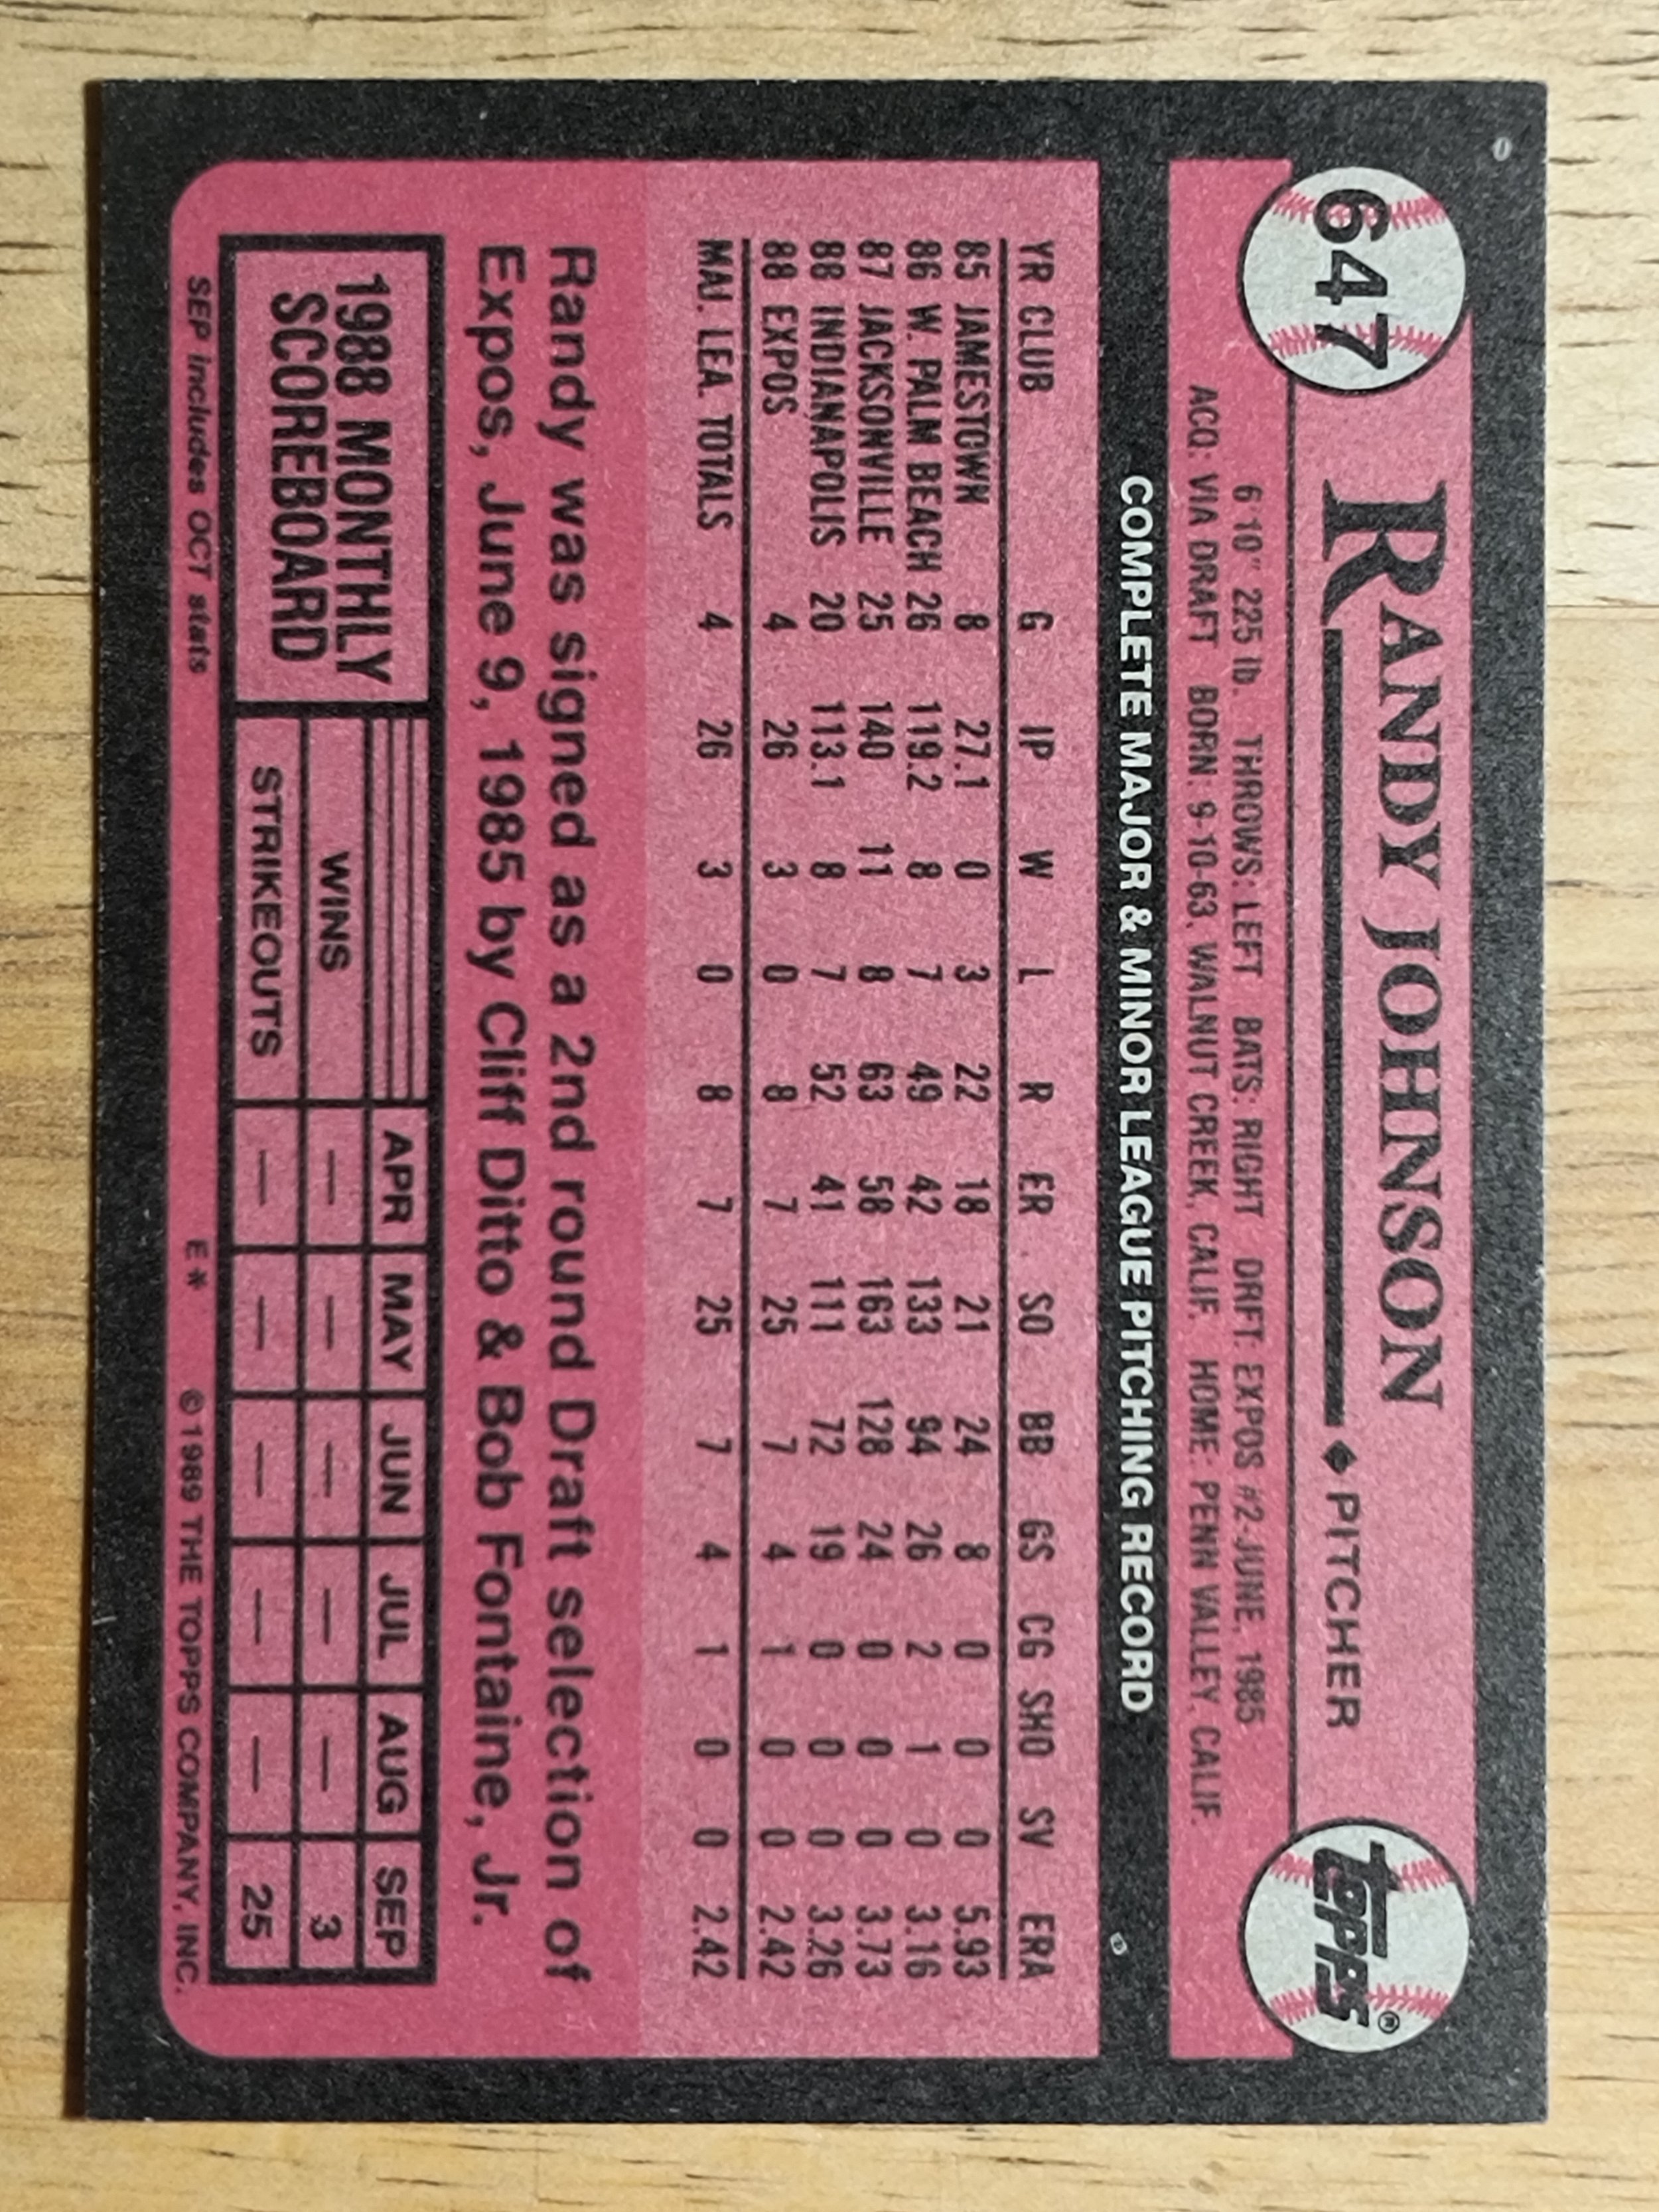 647
RANDY JOHNSON ◆ PITCHER
Topps®
6'10" 225 lb. THROWS: LEFT BATS: RIGHT DRFT: EXPOS #2-JUNE, 1985
ACQ: VIA DRAFT BORN: 9-10-63, WALNUT CREEK, CALIF. HOME: PENN VALLEY, CALIF.
COMPLETE MAJOR & MINOR LEAGUE PITCHING RECORD
YR CLUB G IP W L R ER SO BB GS CG SHO SV ERA
85 JAMESTOWN 8 27.1 0 3 22 18 21 24 8 0 0 0 5.93
86 W. PALM BEACH 26 119.2 8 7 49 42 133 94 26 2 1 0 3.16
87 JACKSONVILLE 25 140 11 8 63 58 163 128 24 0 0 0 3.73
88 INDIANAPOLIS 20 113.1 8 7 52 41 111 72 19 0 0 0 3.26
88 EXPOS 4 26 3 0 8 7 25 7 4 1 0 0 2.42
MAJ. LEA. TOTALS 4 26 3 0 8 7 25 7 4 1 0 0 2.42
Randy was signed as a 2nd round Draft selection of
Expos, June 9, 1985 by Cliff Ditto & Bob Fontaine, Jr.
1988 MONTHLY
SCOREBOARD
APR MAY JUN JUL AUG SEP
WINS — — — — — 3
STRIKEOUTS — — — — — 25
SEP includes OCT stats E* © 1989 THE TOPPS COMPANY, INC.